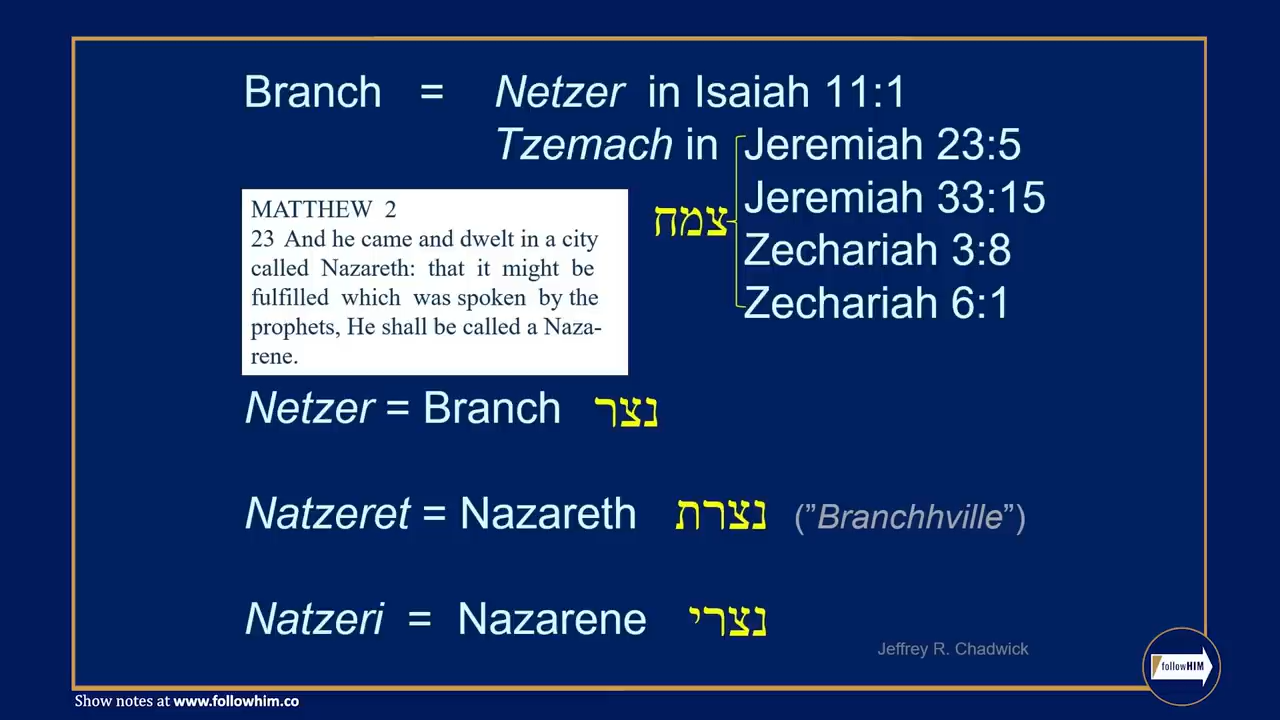 Branch = Netzer in Isaiah 11:1
Tzemach in Jeremiah 23:5
Jeremiah 33:15
צמח
Zechariah 3:8
Zechariah 6:1
MATTHEW 2
23 And he came and dwelt in a city
called Nazareth: that it might be
fulfilled which was spoken by the
prophets, He shall be called a Naza-
rene.
Netzer = Branch נצר
Natzeret = Nazareth נצרת ("Branchhville")
Natzeri = Nazarene נצרי
Jeffrey R. Chadwick
followHIM
Show notes at www.followhim.co